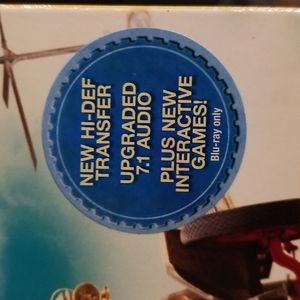 NEW HI-DEF
TRANSFER
UPGRADED
7.1 AUDIO
PLUS NEW
INTERACTIVE
GAMES!
Blu-ray only